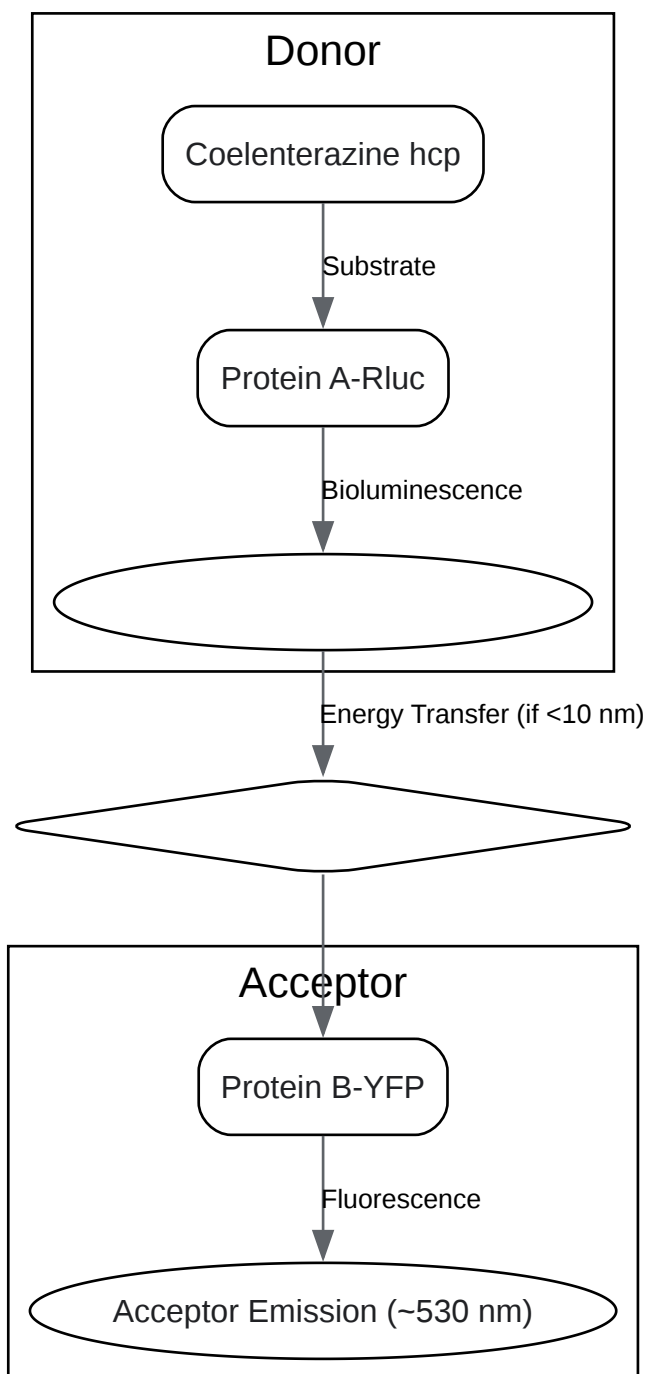 Donor
Coelenterazine hcp
Substrate
Protein A-Rluc
Bioluminescence
Energy Transfer (if <10 nm)
Acceptor
Protein B-YFP
Fluorescence
Acceptor Emission (~530 nm)